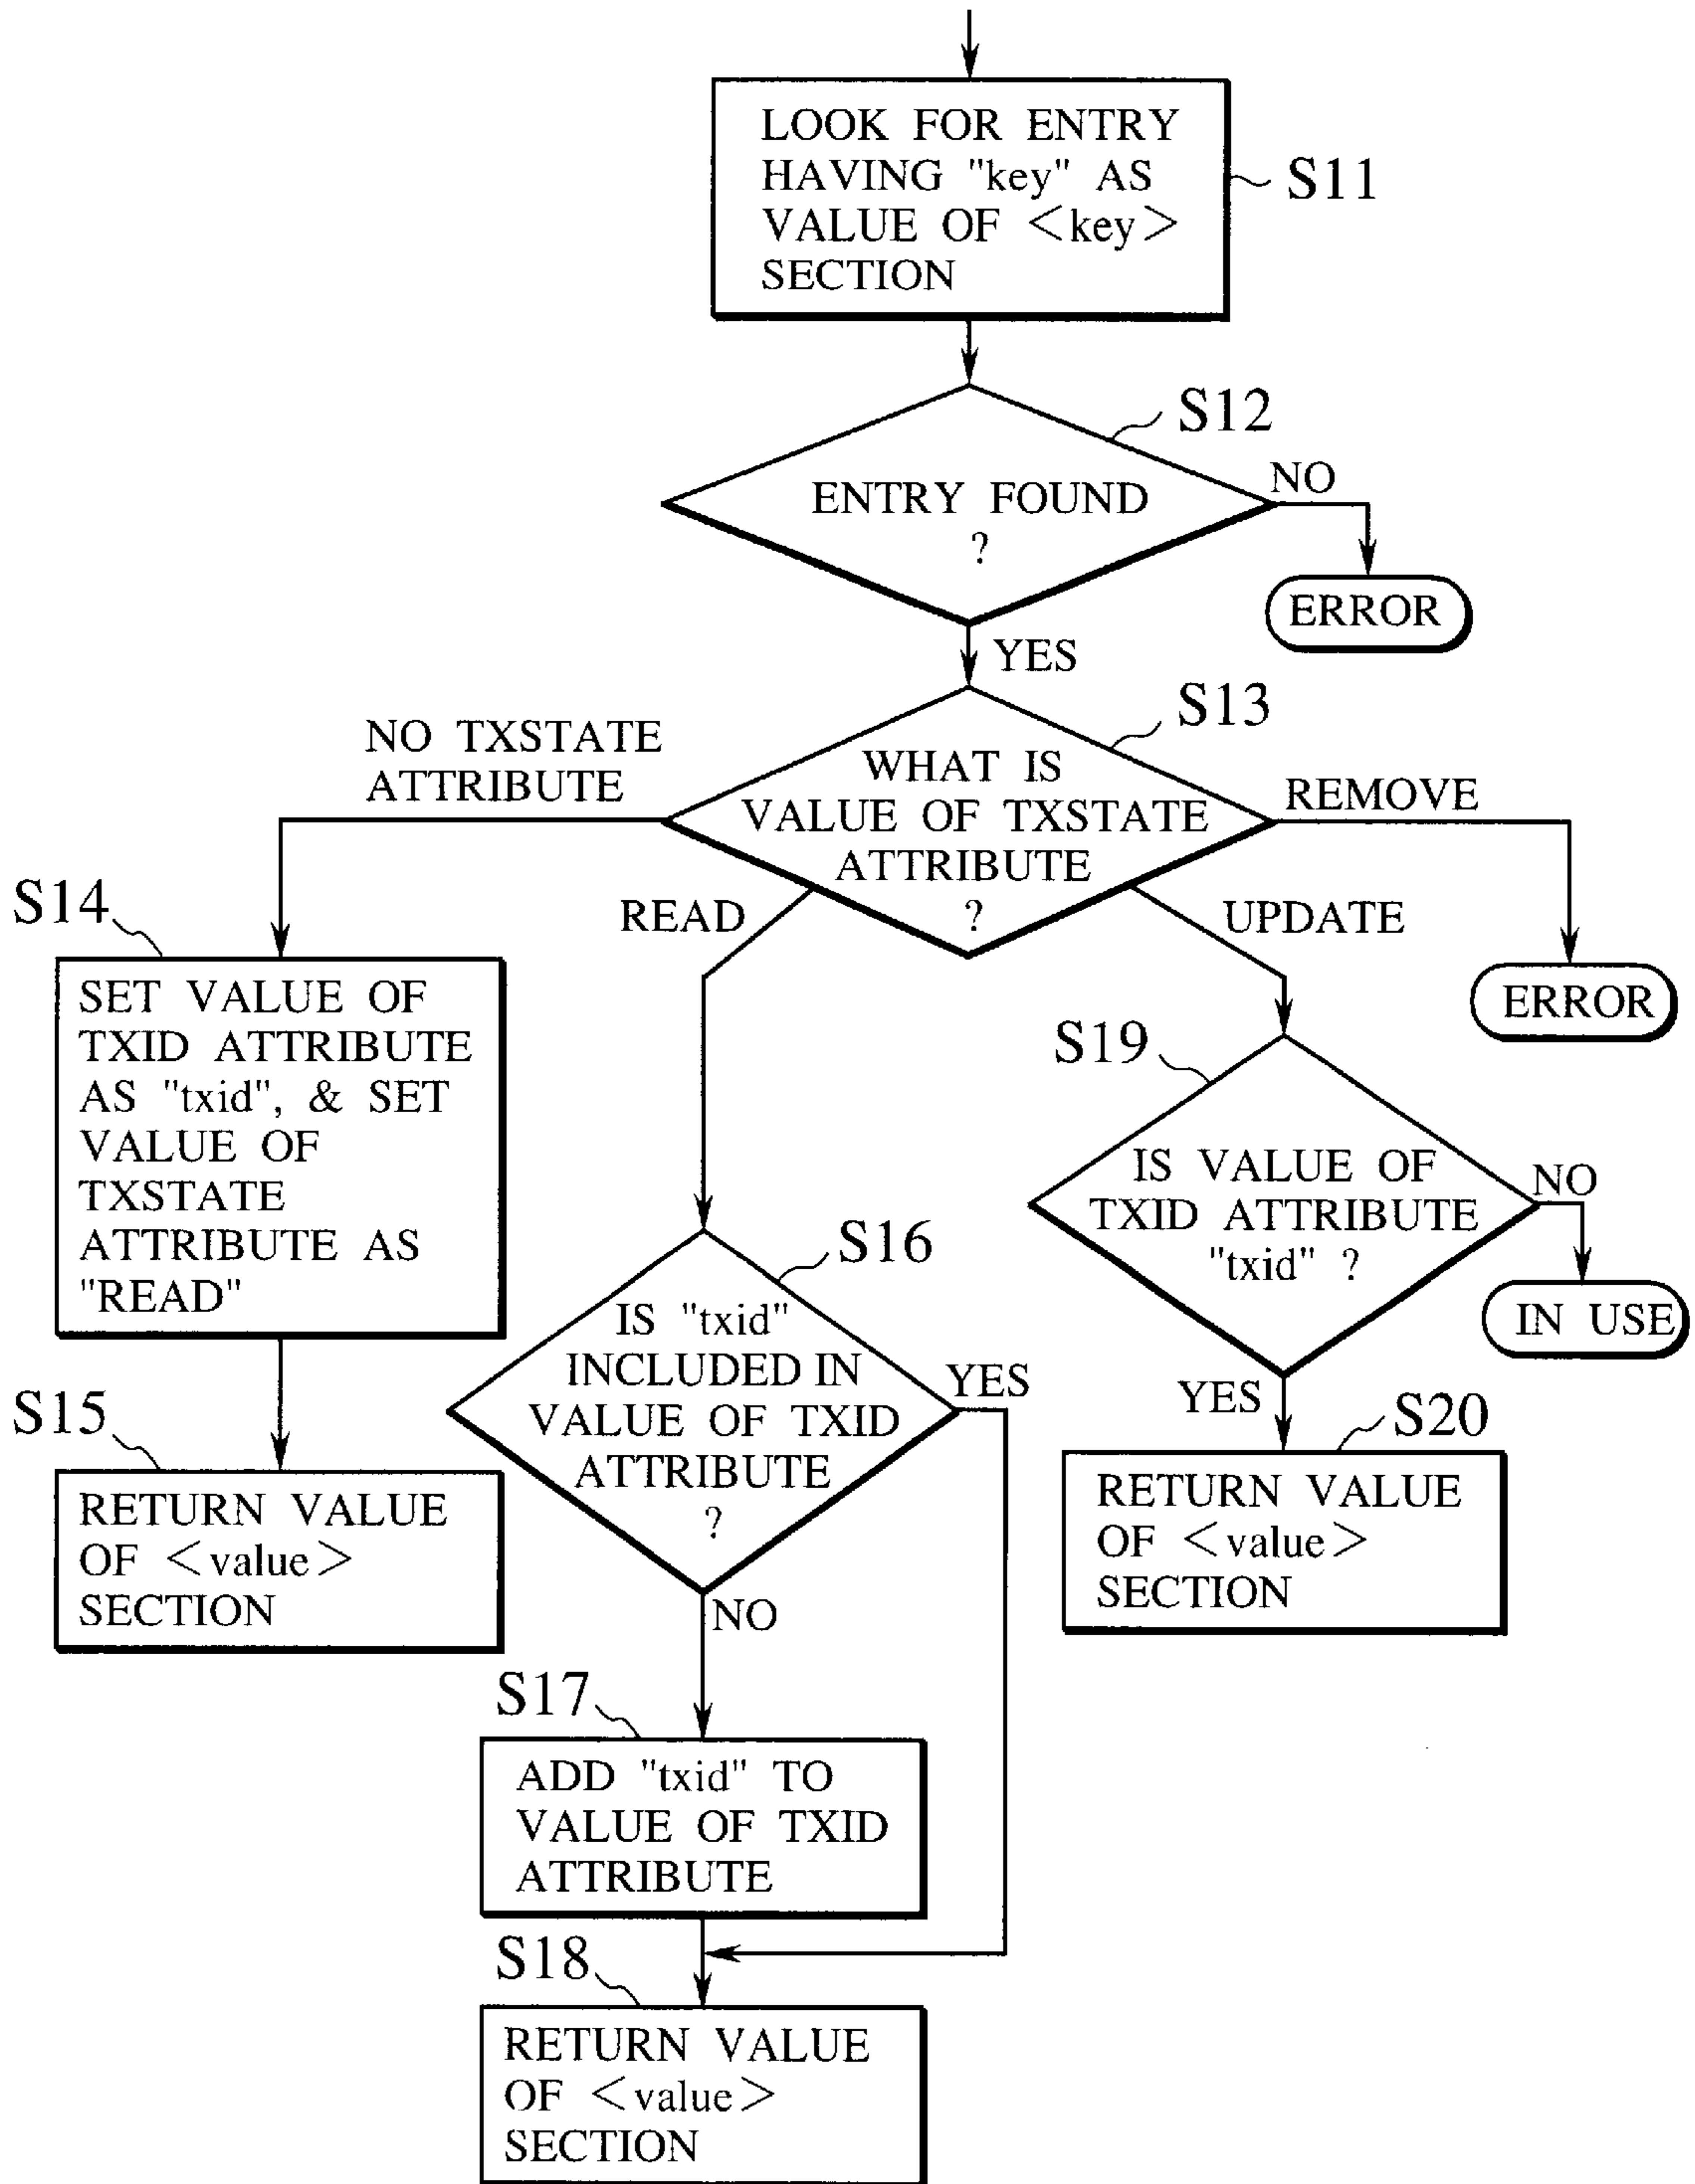 LOOK FOR ENTRY
HAVING "key" AS
VALUE OF <key>
SECTION
S11
S12
ENTRY FOUND
?
NO
ERROR
YES
S13
NO TXSTATE
ATTRIBUTE
WHAT IS
VALUE OF TXSTATE
ATTRIBUTE
?
REMOVE
READ
UPDATE
ERROR
S14
SET VALUE OF
TXID ATTRIBUTE
AS "txid", & SET
VALUE OF
TXSTATE
ATTRIBUTE AS
"READ"
S19
IS VALUE OF
TXID ATTRIBUTE
"txid" ?
NO
IN USE
YES
S16
IS "txid"
INCLUDED IN
VALUE OF TXID
ATTRIBUTE
?
YES
NO
S15
RETURN VALUE
OF <value>
SECTION
S20
RETURN VALUE
OF <value>
SECTION
S17
ADD "txid" TO
VALUE OF TXID
ATTRIBUTE
S18
RETURN VALUE
OF <value>
SECTION